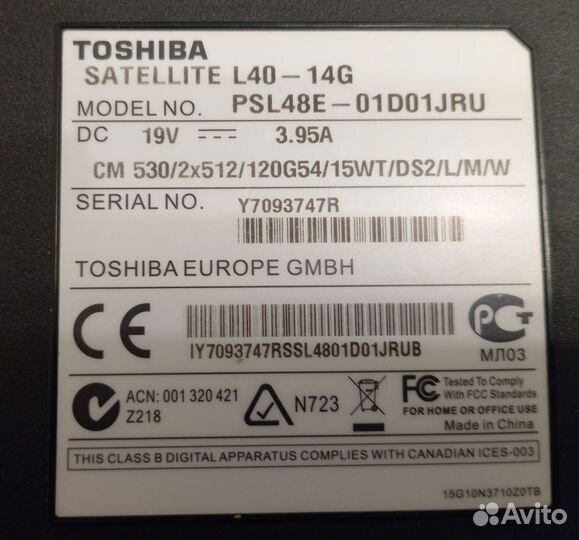 TOSHIBA
SATELLITE L40-14G
MODEL NO. PSL48E-01D01JRU
DC 19V 3.95A
CM 530/2x512/120G54/15WT/DS2/L/M/W
SERIAL NO. Y7093747R
TOSHIBA EUROPE GMBH
CE
IY7093747RSSL4801D01JRUB
РСТ
МЛ03
ACN: 001 320 421
Z218
N723
FC Tested To Comply
With FCC Standards
FOR HOME OR OFFICE USE
Made in China
THIS CLASS B DIGITAL APPARATUS COMPLIES WITH CANADIAN ICES-003
15G10N3710Z0TB
Avito